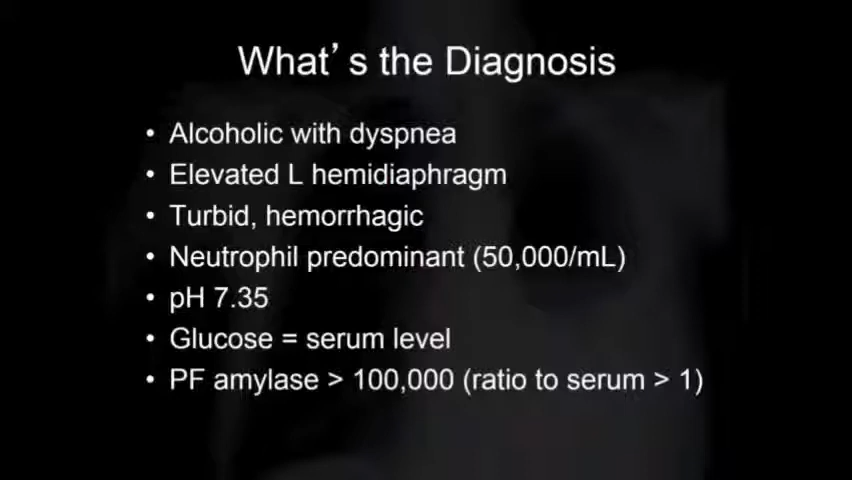 What's the Diagnosis
• Alcoholic with dyspnea
• Elevated L hemidiaphragm
• Turbid, hemorrhagic
• Neutrophil predominant (50,000/mL)
• pH 7.35
• Glucose = serum level
• PF amylase > 100,000 (ratio to serum > 1)